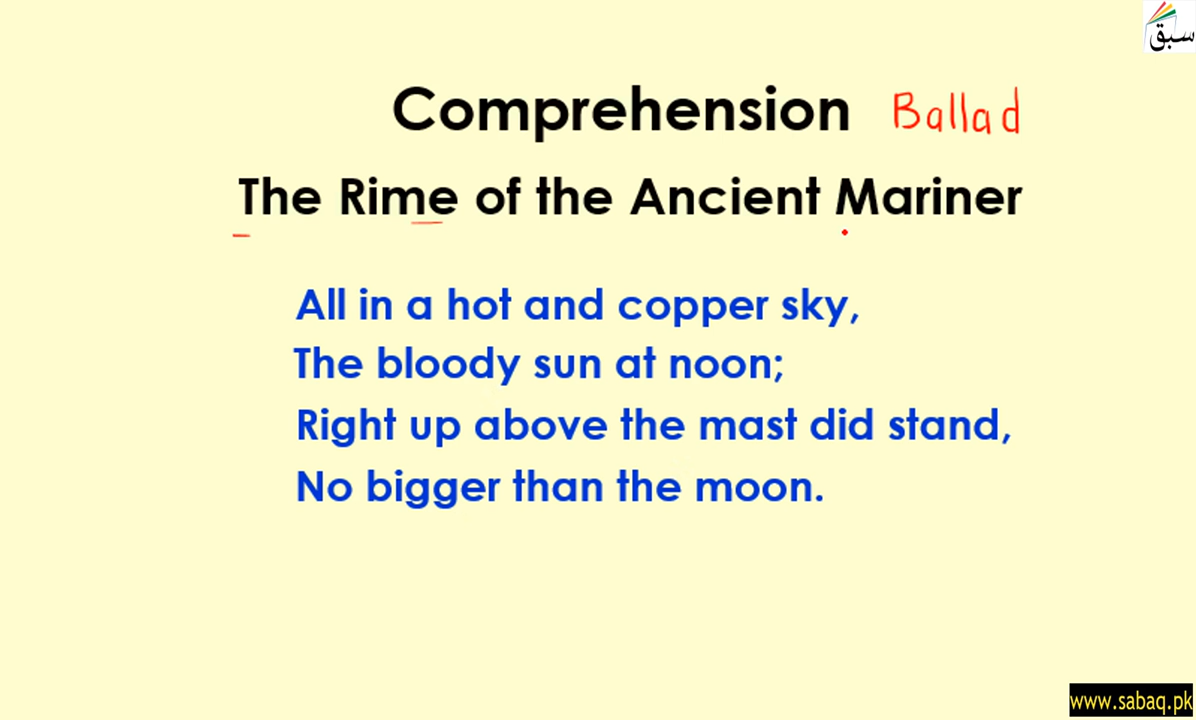 سبق
Comprehension Ballad
The Rime of the Ancient Mariner
All in a hot and copper sky,
The bloody sun at noon;
Right up above the mast did stand,
No bigger than the moon.
www.sabaq.pk